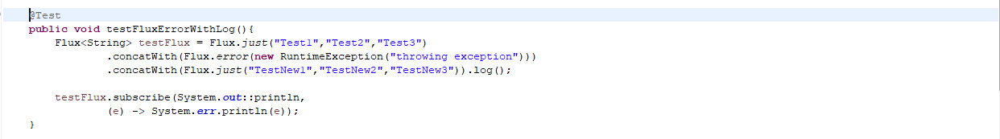 @Test
public void testFluxErrorWithLog(){
    Flux<String> testFlux = Flux.just("Test1","Test2","Test3")
            .concatWith(Flux.error(new RuntimeException("throwing exception")))
            .concatWith(Flux.just("TestNew1","TestNew2","TestNew3")).log();
    testFlux.subscribe(System.out::println,
            (e) -> System.err.println(e));
}